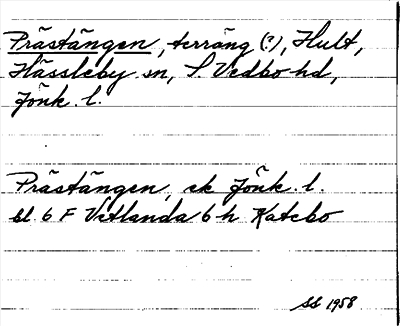 Prästängen, terräng (?), Hult,
Hässleby sn, S. Vedbo hd,
Jönk. l.
Prästängen, ek Jönk. l.
bl. 6 F Vetlanda 6 h Katebo
SB 1958